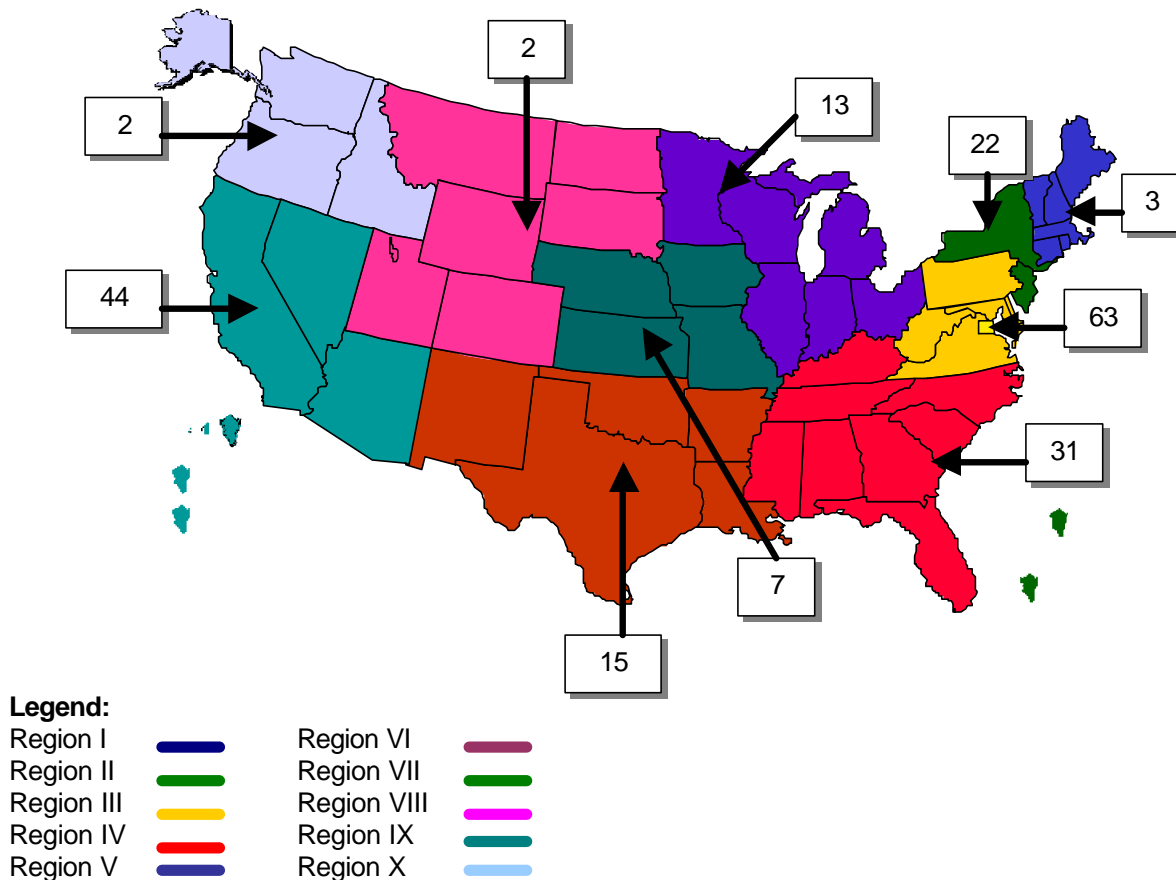 2
13
2
22
3
44
63
31
7
15
Legend:
Region I
Region VI
Region II
Region VII
Region III
Region VIII
Region IV
Region IX
Region V
Region X